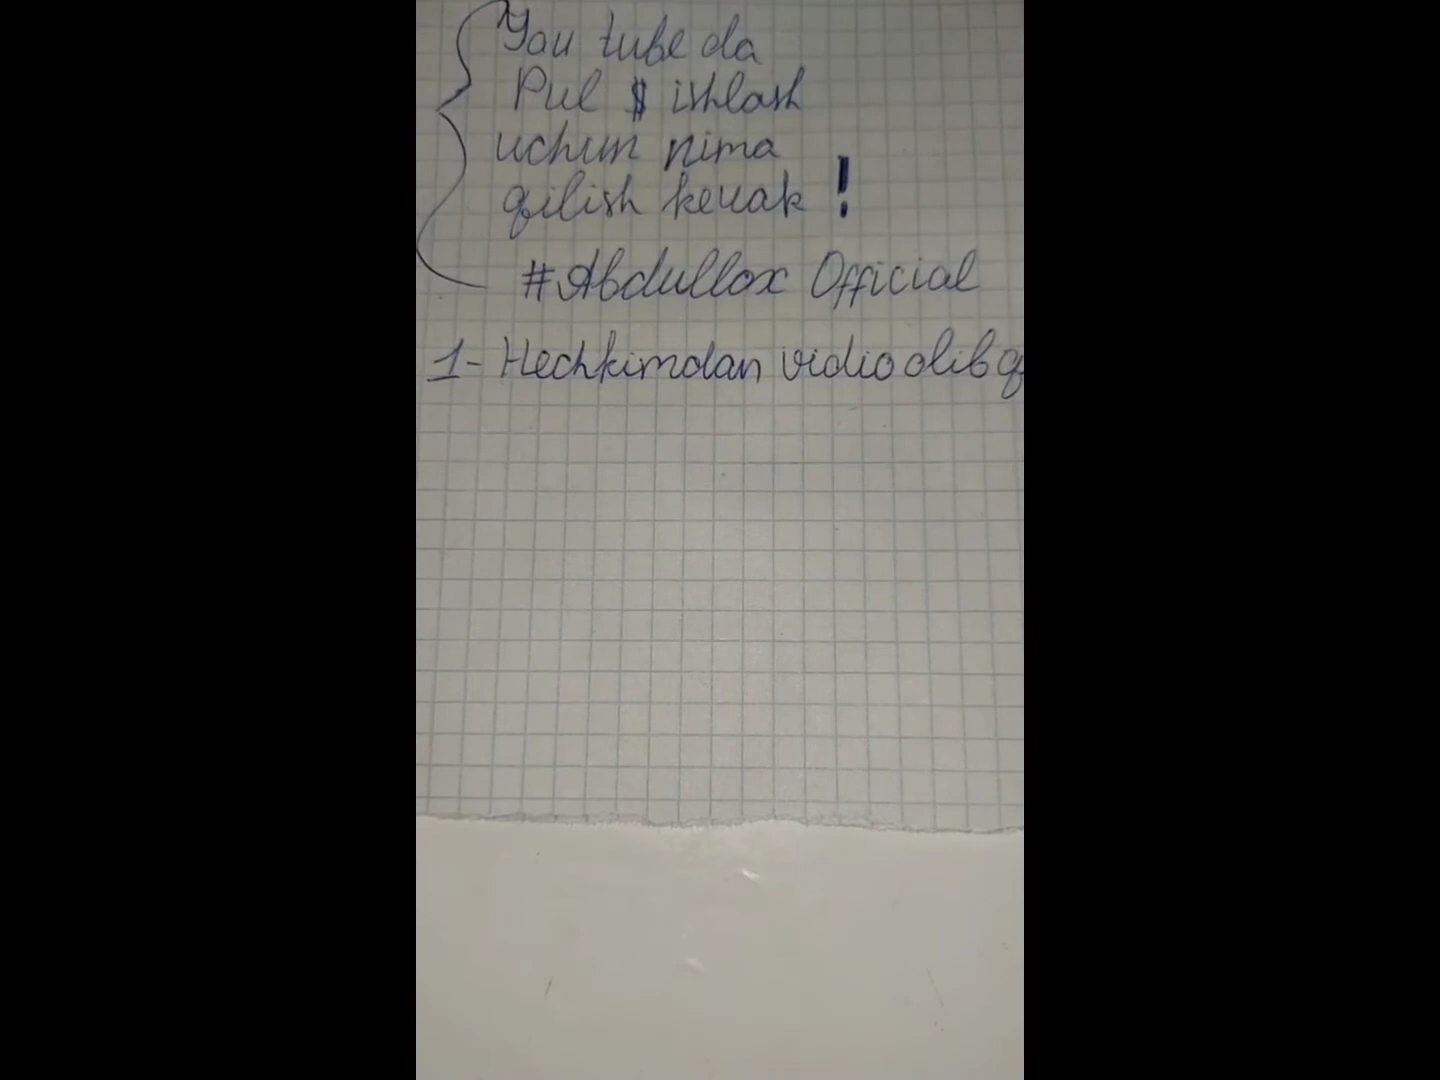 You tube da
Pul $ ishlash
uchun nima
qilish kerak !
#Abdullox Official
1- Hechkimdan vidio olib q